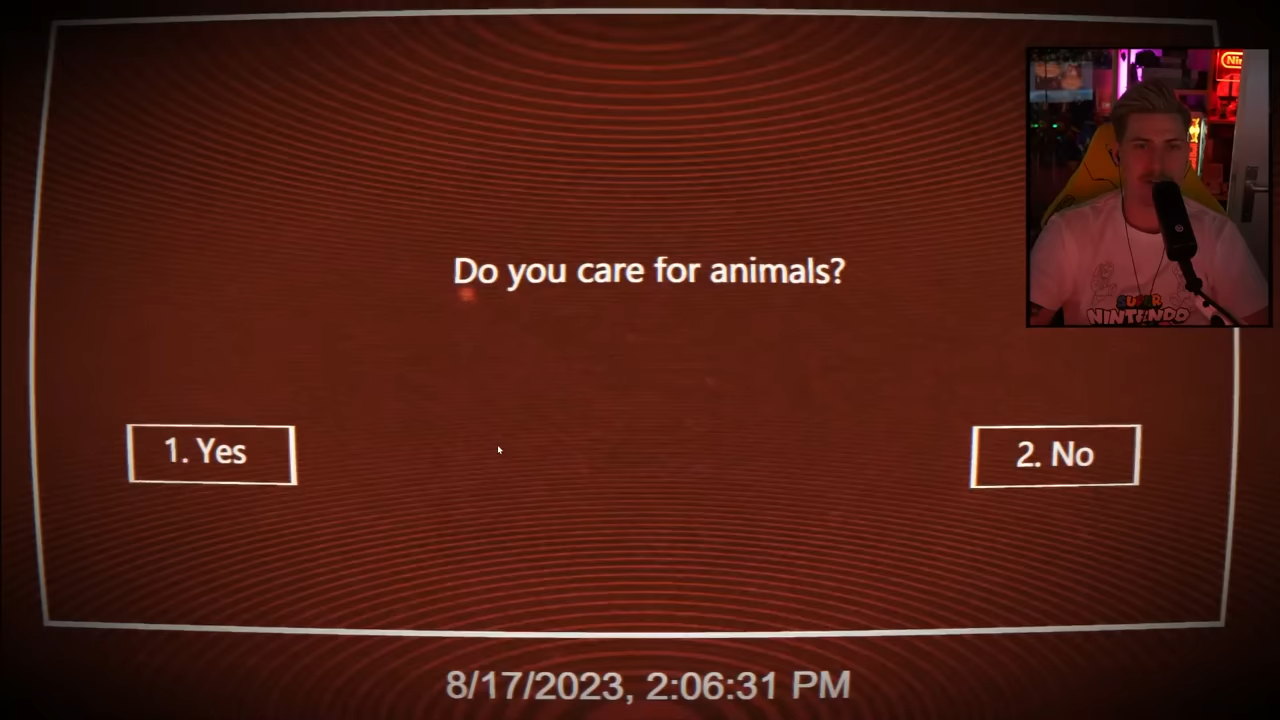 Do you care for animals?
1. Yes
2. No
8/17/2023, 2:06:31 PM
SUPER
NINTENDO